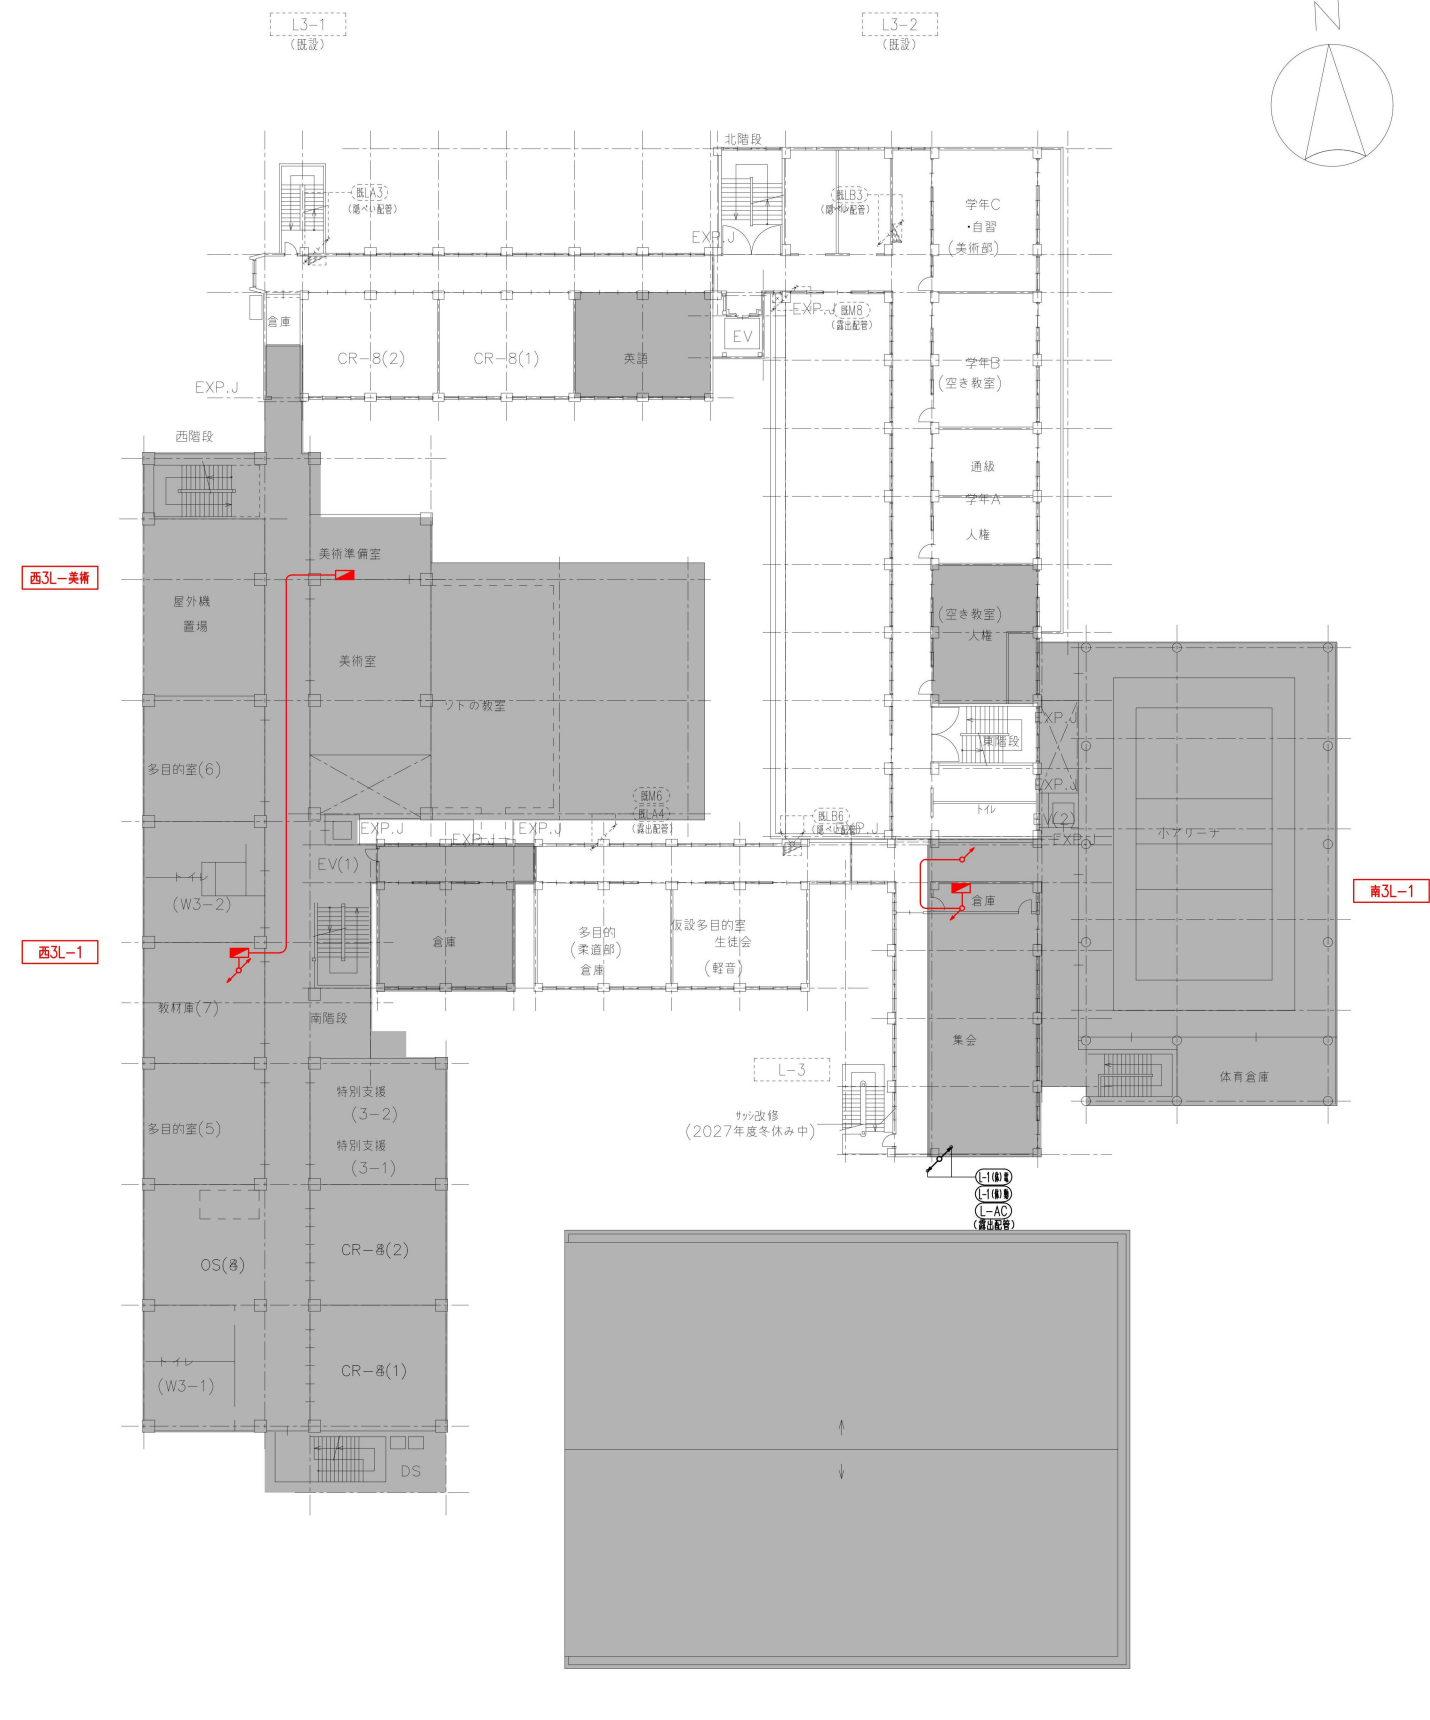 L3-1
(既設)
L3-2
(既設)
N
北階段
既LA3
(隠ぺい配管)
既LB3
(隠ぺい配管)
学年C
・自習
(美術部)
EXP.J
倉庫
EXP.J
既M8
(露出配管)
EV
CR-8(2)
CR-8(1)
英語
学年B
(空き教室)
EXP.J
西階段
通級
学年A
人権
美術準備室
西3L-美術
屋外機
置場
(空き教室)
人権
美術室
ソトの教室
EXP.J
東階段
多目的室(6)
EXP.J
既M6
既LA4
(露出配管)
トイレ
既LB6
(隠ぺい配管)
EXP.J
EV(2)
EXP.J
小アリーナ
EXP.J
EXP.J
EXP.J
EV(1)
トイレ
(W3-2)
南3L-1
倉庫
倉庫
多目的
(柔道部)
倉庫
仮設多目的室
生徒会
(軽音)
西3L-1
教材庫(7)
南階段
集会
L-3
体育倉庫
特別支援
(3-2)
サッシ改修
(2027年度冬休み中)
多目的室(5)
特別支援
(3-1)
L-AC
(露出配管)
CR-8(2)
OS(8)
CR-8(1)
トイレ
(W3-1)
DS